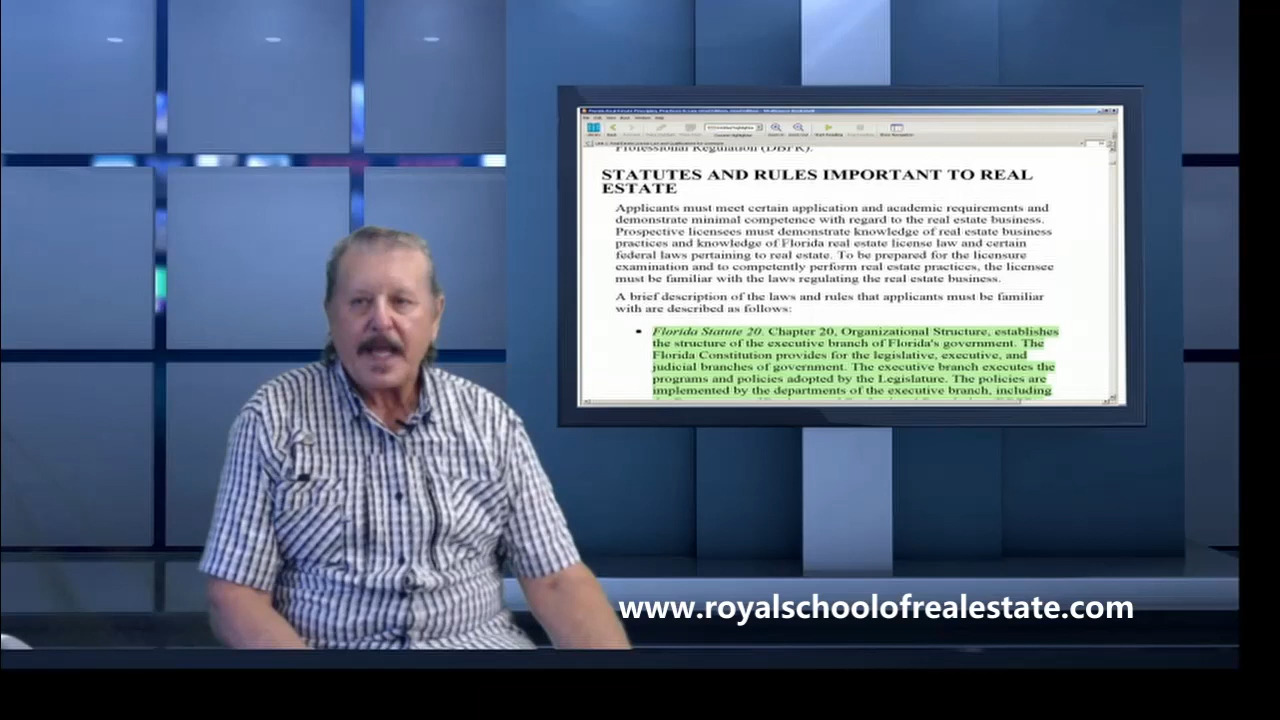 Professional Regulation (DBPR).
STATUTES AND RULES IMPORTANT TO REAL
ESTATE
Applicants must meet certain application and academic requirements and
demonstrate minimal competence with regard to the real estate business.
Prospective licensees must demonstrate knowledge of real estate business
practices and knowledge of Florida real estate license law and certain
federal laws pertaining to real estate. To be prepared for the licensure
examination and to competently perform real estate practices, the licensee
must be familiar with the laws regulating the real estate business.
A brief description of the laws and rules that applicants must be familiar
with are described as follows:
• Florida Statute 20. Chapter 20, Organizational Structure, establishes
the structure of the executive branch of Florida's government. The
Florida Constitution provides for the legislative, executive, and
judicial branches of government. The executive branch executes the
programs and policies adopted by the Legislature. The policies are
implemented by the departments of the executive branch, including
www.royalschoolofrealestate.com